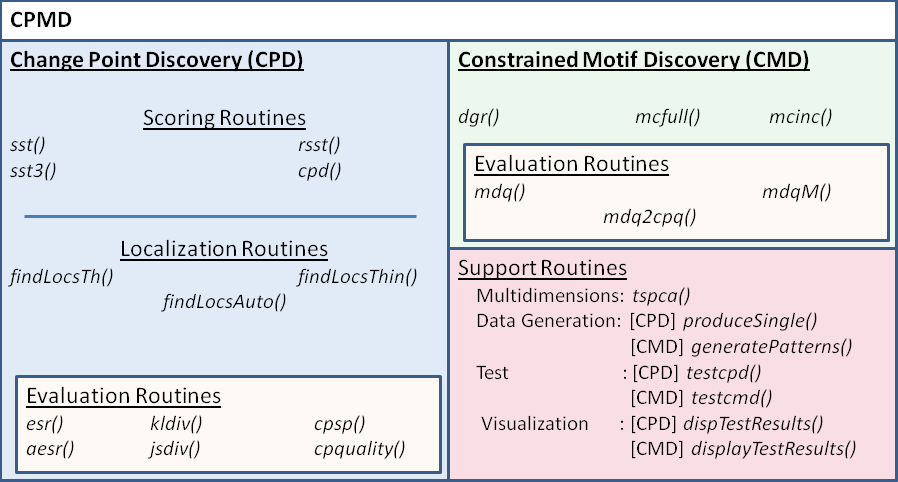 CPMD
Change Point Discovery (CPD)
Scoring Routines
sst() rsst()
sst3() cpd()
Localization Routines
findLocsTh() findLocsThin()
findLocsAuto()
Evaluation Routines
esr() kldiv() cpsp()
aesr() jsdiv() cpquality()
Constrained Motif Discovery (CMD)
dgr() mcfull() mcinc()
Evaluation Routines
mdq() mdqM()
mdq2cpq()
Support Routines
Multidimensions: tspca()
Data Generation: [CPD] produceSingle()
[CMD] generatePatterns()
Test : [CPD] testcpd()
[CMD] testcmd()
Visualization : [CPD] dispTestResults()
[CMD] displayTestResults()